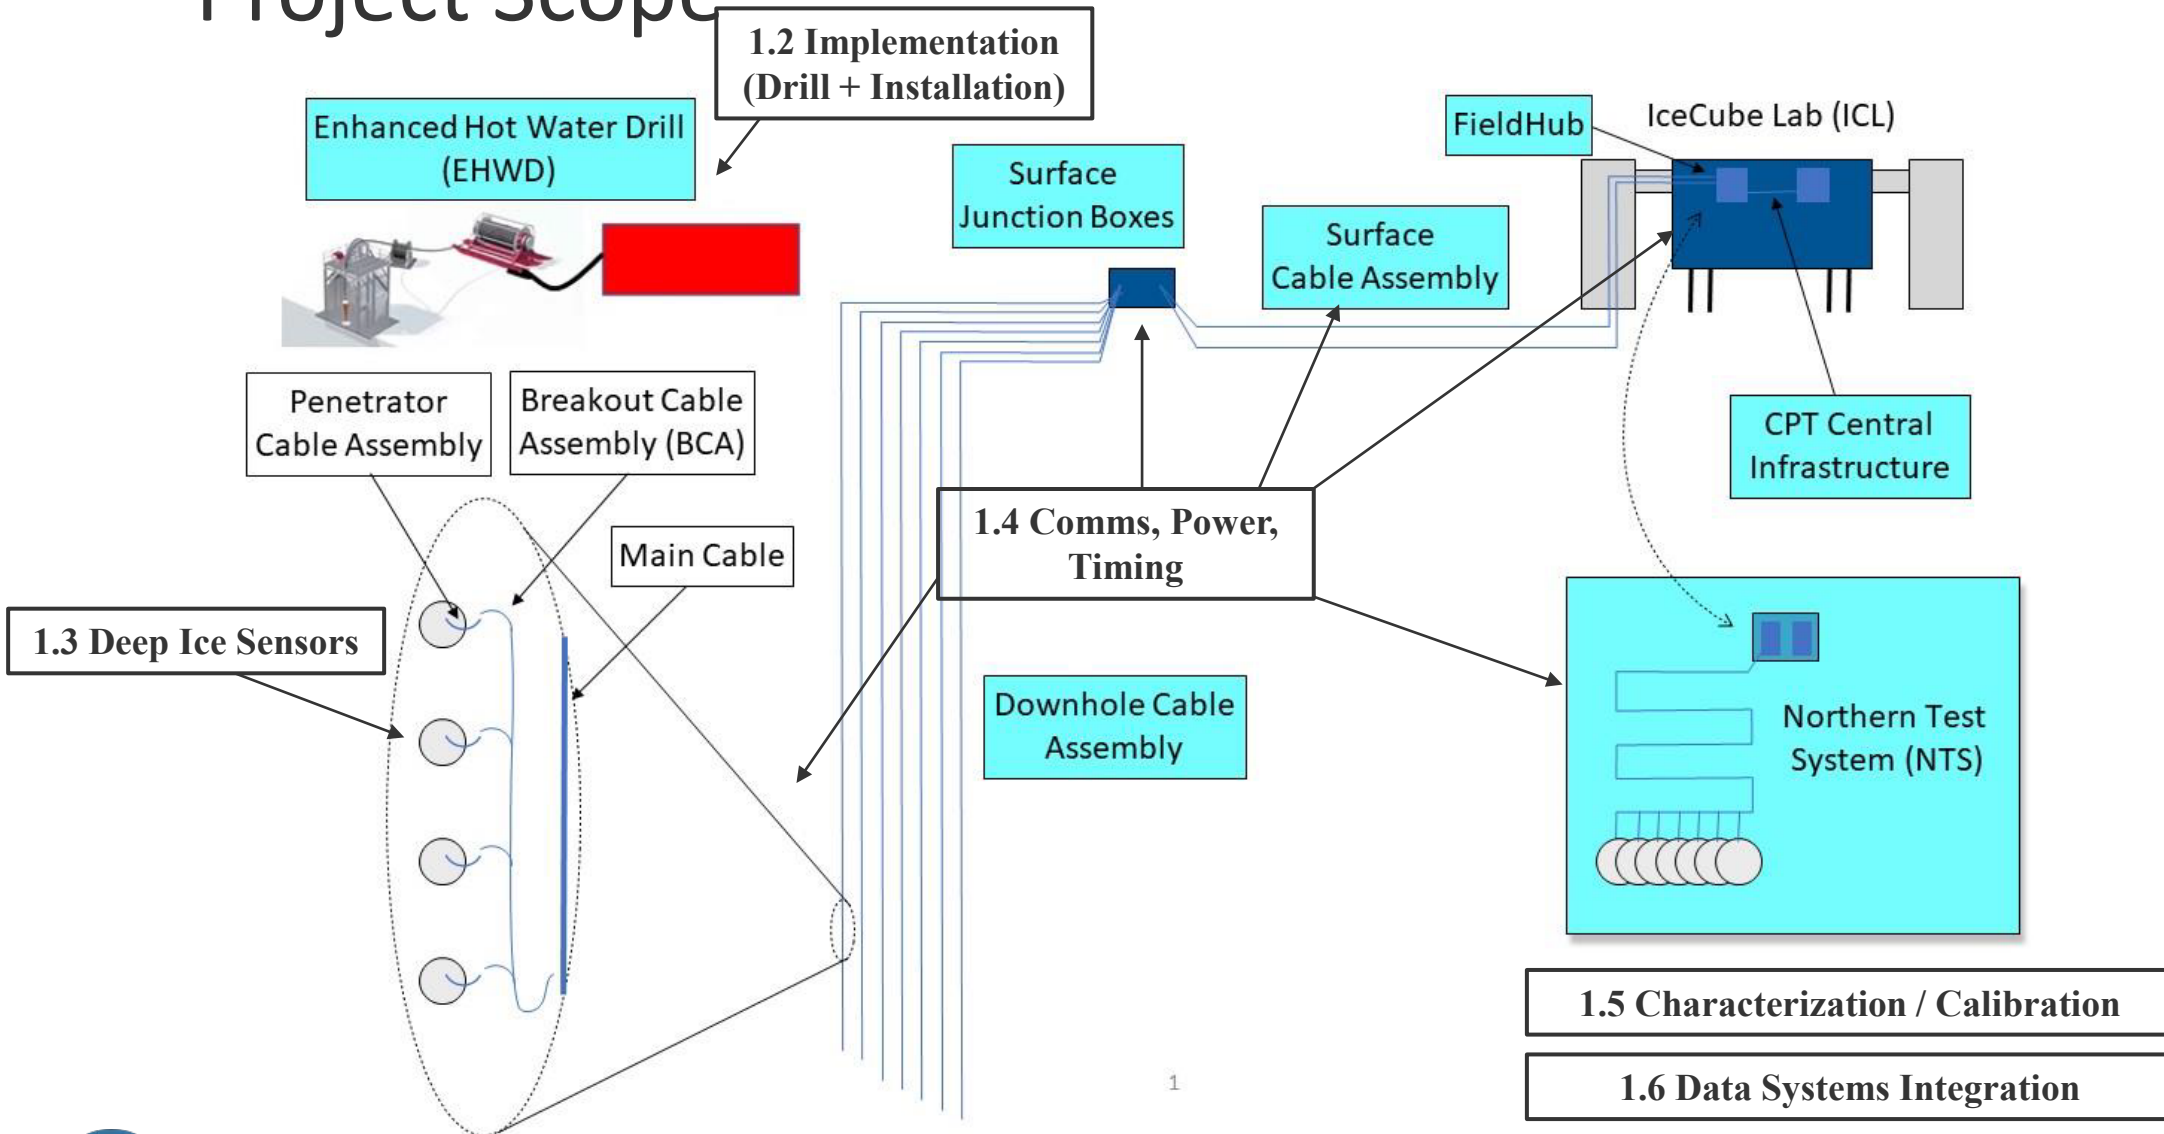 Project Scope
1.2 Implementation
(Drill + Installation)
Enhanced Hot Water Drill
(EHWD)
Surface
Junction Boxes
Surface
Cable Assembly
FieldHub
IceCube Lab (ICL)
Penetrator
Cable Assembly
Breakout Cable
Assembly (BCA)
Main Cable
CPT Central
Infrastructure
1.4 Comms, Power,
Timing
1.3 Deep Ice Sensors
Downhole Cable
Assembly
Northern Test
System (NTS)
1.5 Characterization / Calibration
1.6 Data Systems Integration
1